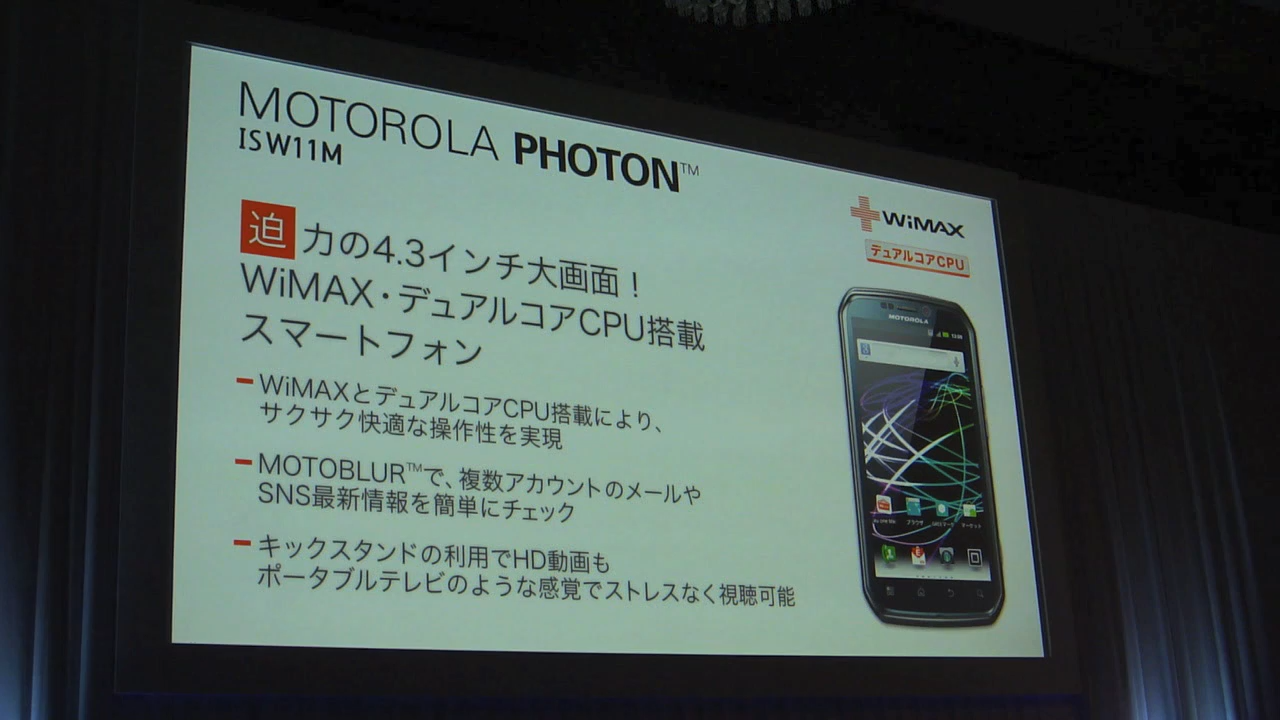 MOTOROLA PHOTON™
ISW11M
迫力の4.3インチ大画面！
WiMAX・デュアルコアCPU搭載
スマートフォン
WiMAXとデュアルコアCPU搭載により、
サクサク快適な操作性を実現
MOTOBLUR™で、複数アカウントのメールや
SNS最新情報を簡単にチェック
キックスタンドの利用でHD動画も
ポータブルテレビのような感覚でストレスなく視聴可能
WiMAX
デュアルコアCPU
MOTOROLA
au one Mkt ブラウザ